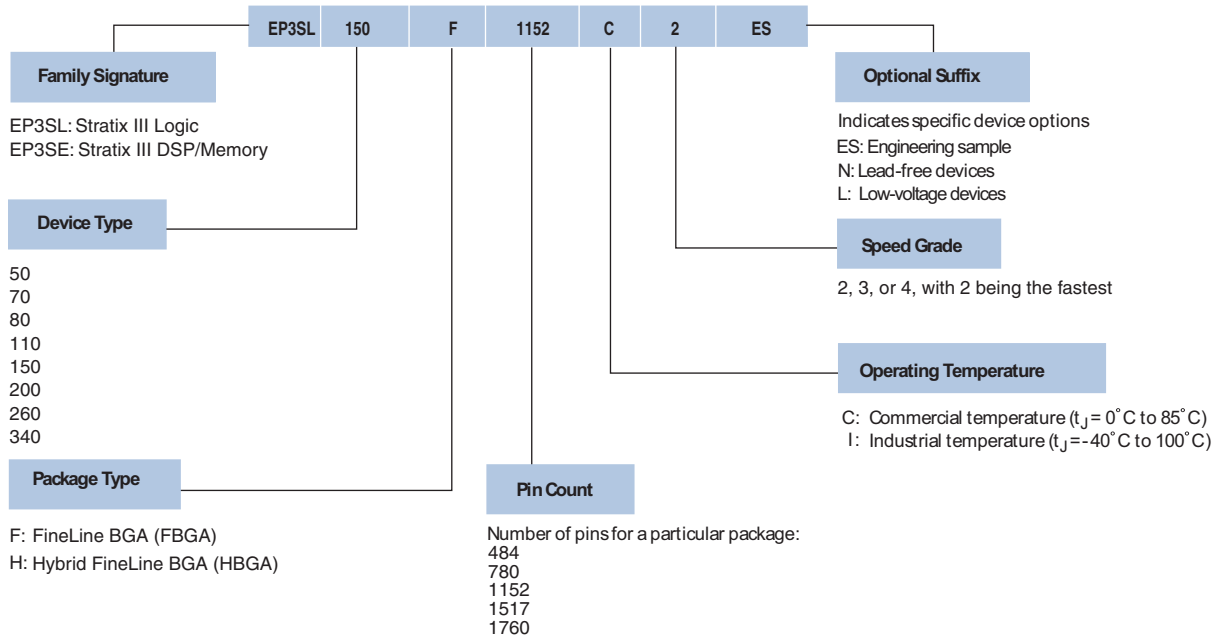 EP3SL 150 F 1152 C 2 ES
Family Signature
EP3SL: Stratix III Logic
EP3SE: Stratix III DSP/Memory
Device Type
50
70
80
110
150
200
260
340
Package Type
F: FineLine BGA (FBGA)
H: Hybrid FineLine BGA (HBGA)
Pin Count
Number of pins for a particular package:
484
780
1152
1517
1760
Optional Suffix
Indicates specific device options
ES: Engineering sample
N: Lead-free devices
L: Low-voltage devices
Speed Grade
2, 3, or 4, with 2 being the fastest
Operating Temperature
C: Commercial temperature (tJ = 0°C to 85°C)
I: Industrial temperature (tJ = -40°C to 100°C)